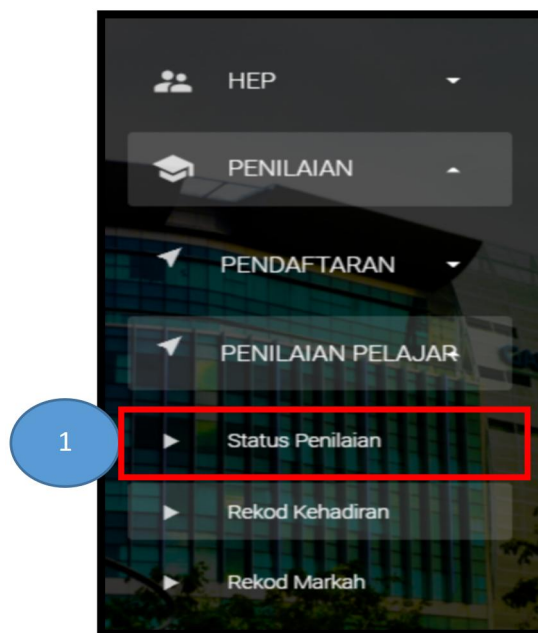 HEP
PENILAIAN
PENDAFTARAN
PENILAIAN PELAJAR
1
Status Penilaian
Rekod Kehadiran
Rekod Markah